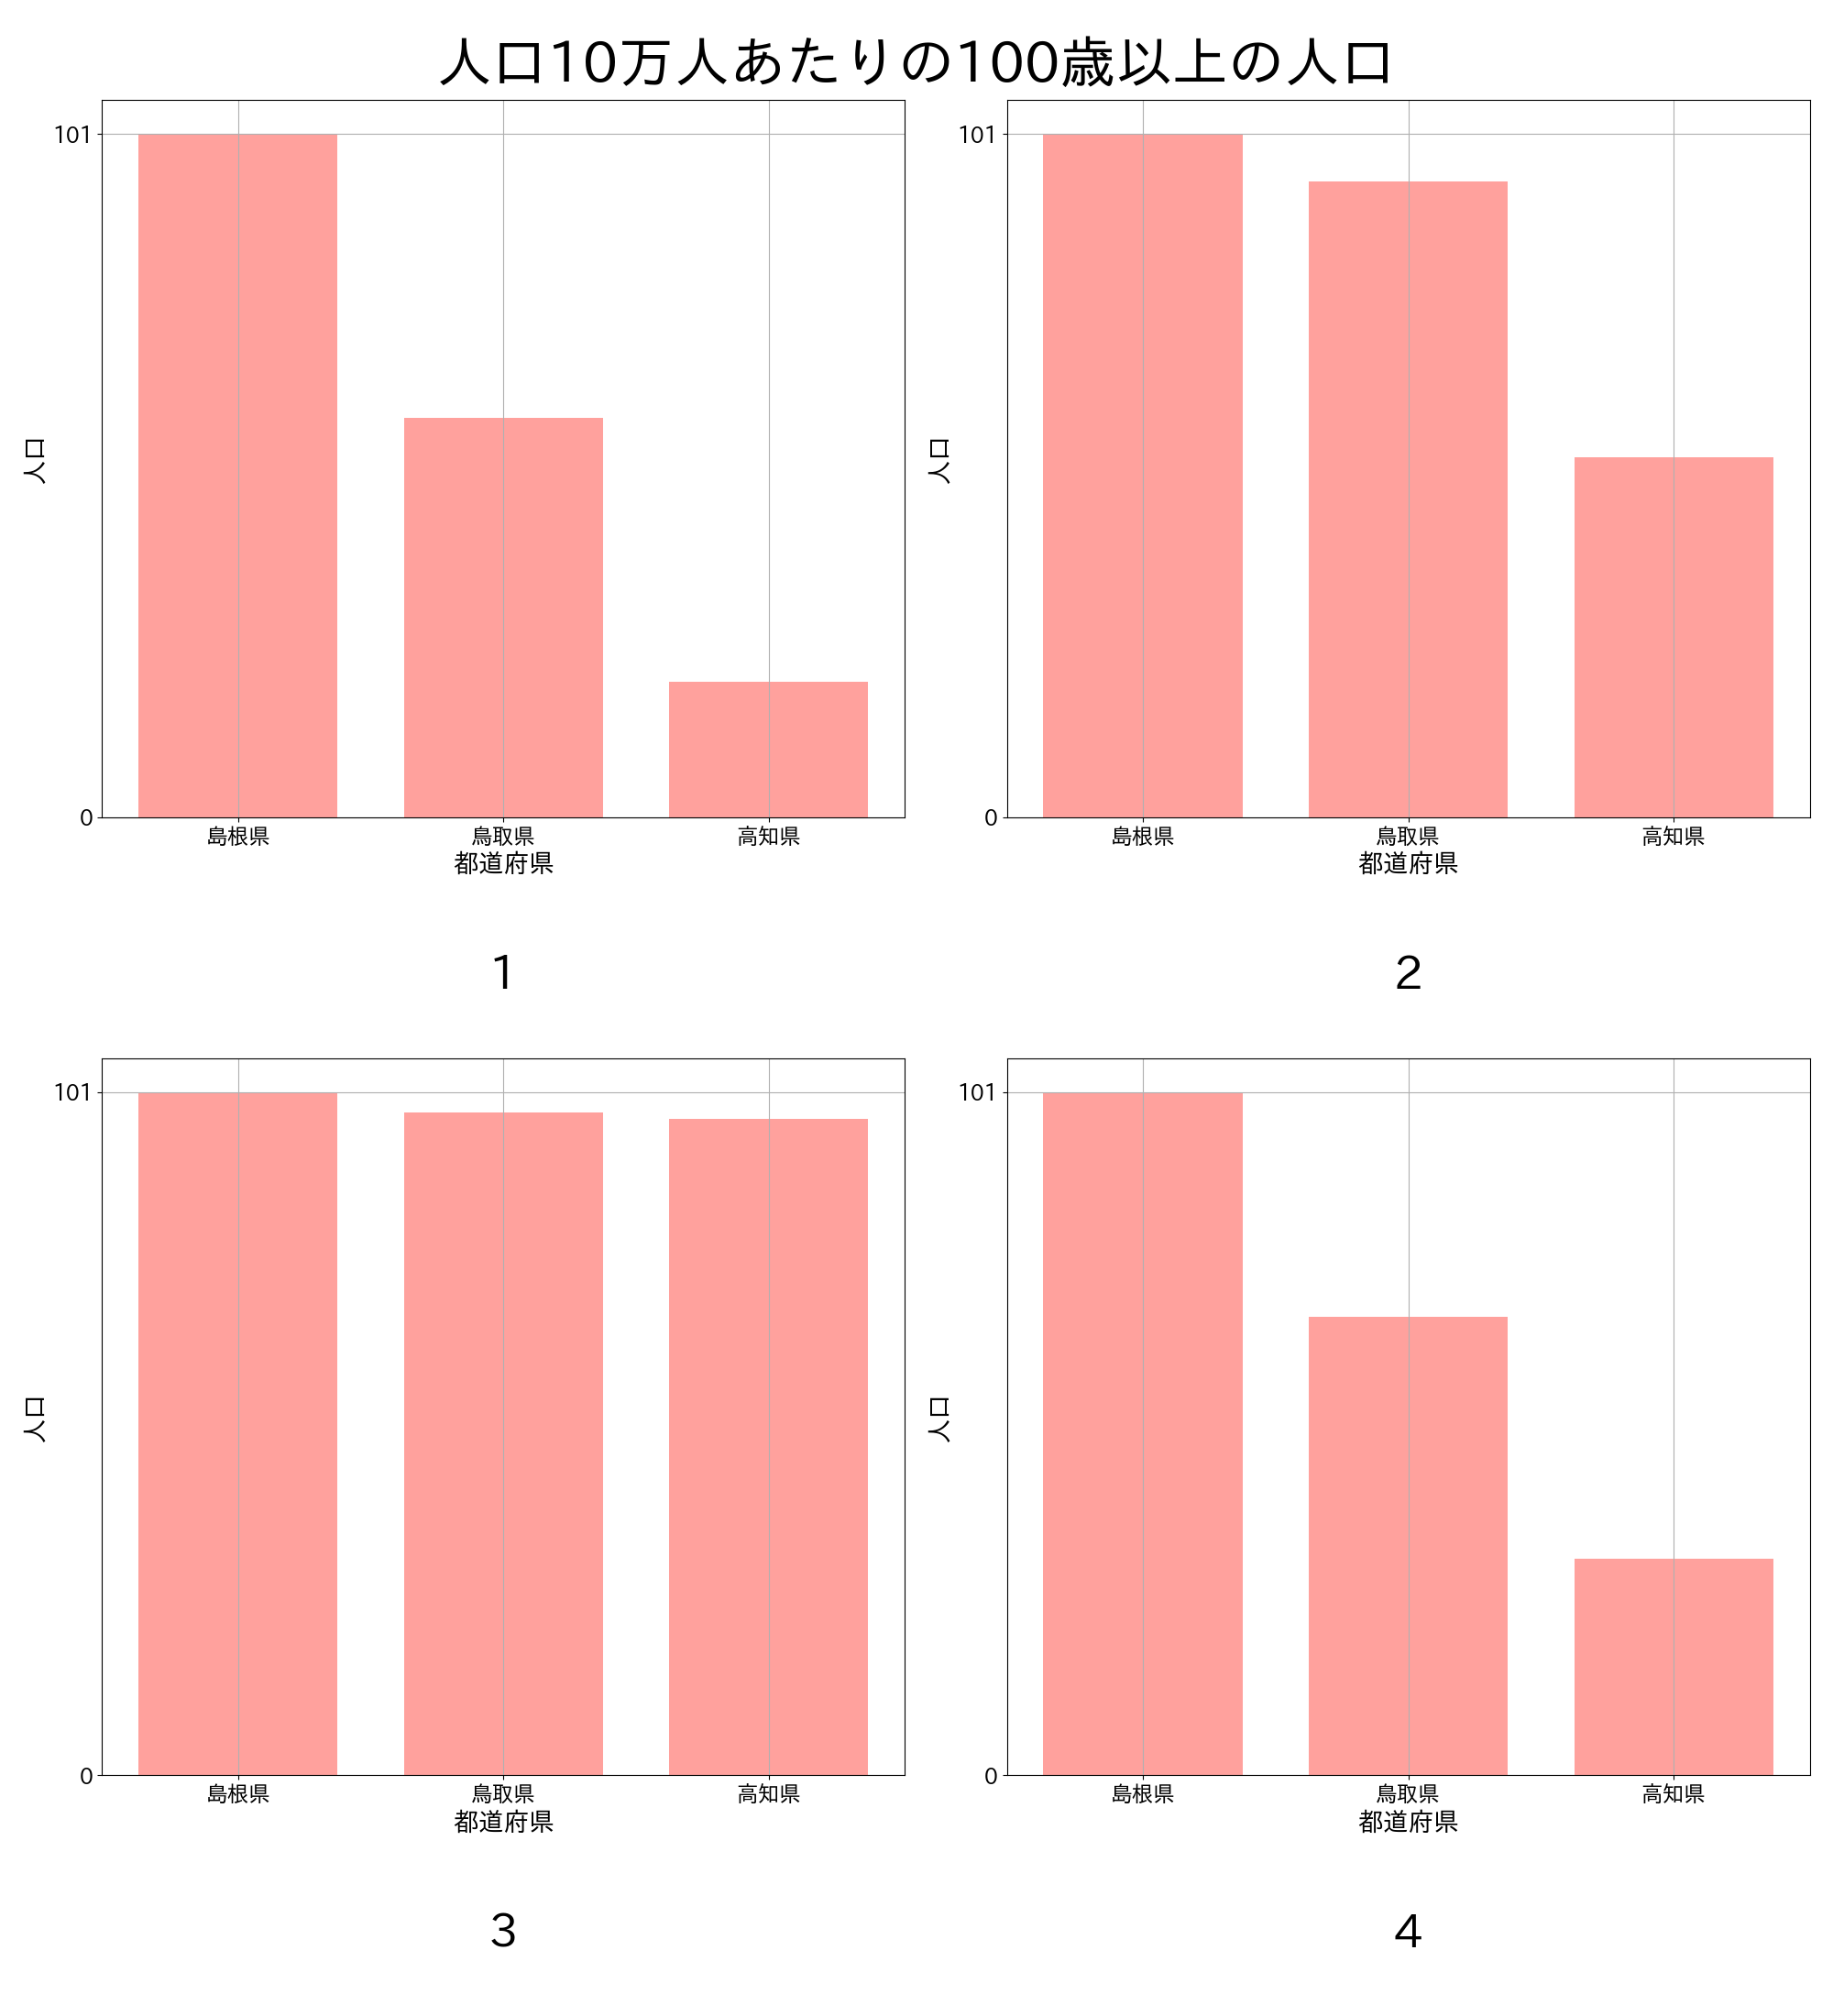 人口10万人あたりの100歳以上の人口
101
0
人口
島根県 鳥取県 高知県
都道府県
1
101
0
人口
島根県 鳥取県 高知県
都道府県
2
101
0
人口
島根県 鳥取県 高知県
都道府県
3
101
0
人口
島根県 鳥取県 高知県
都道府県
4